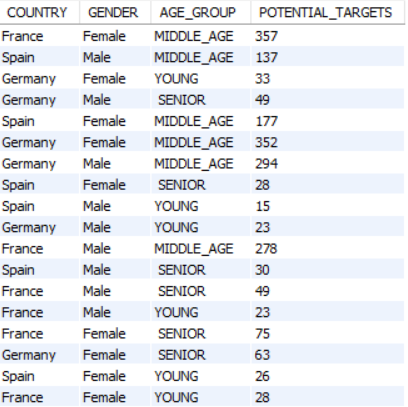 COUNTRY GENDER AGE_GROUP POTENTIAL_TARGETS
France Female MIDDLE_AGE 357
Spain Male MIDDLE_AGE 137
Germany Female YOUNG 33
Germany Male SENIOR 49
Spain Female MIDDLE_AGE 177
Germany Female MIDDLE_AGE 352
Germany Male MIDDLE_AGE 294
Spain Female SENIOR 28
Spain Male YOUNG 15
Germany Male YOUNG 23
France Male MIDDLE_AGE 278
Spain Male SENIOR 30
France Male SENIOR 49
France Male YOUNG 23
France Female SENIOR 75
Germany Female SENIOR 63
Spain Female YOUNG 26
France Female YOUNG 28